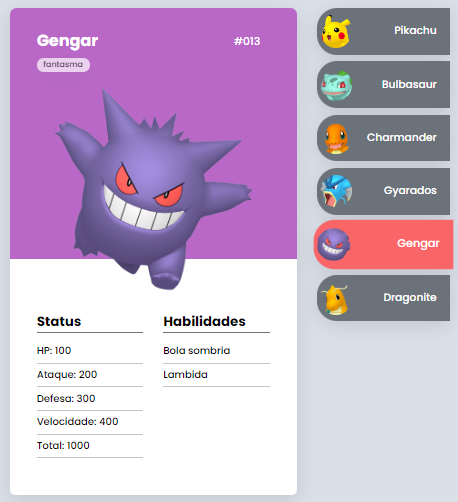 Gengar
#013
fantasma
Status
HP: 100
Ataque: 200
Defesa: 300
Velocidade: 400
Total: 1000
Habilidades
Bola sombria
Lambida
Pikachu
Bulbasaur
Charmander
Gyarados
Gengar
Dragonite